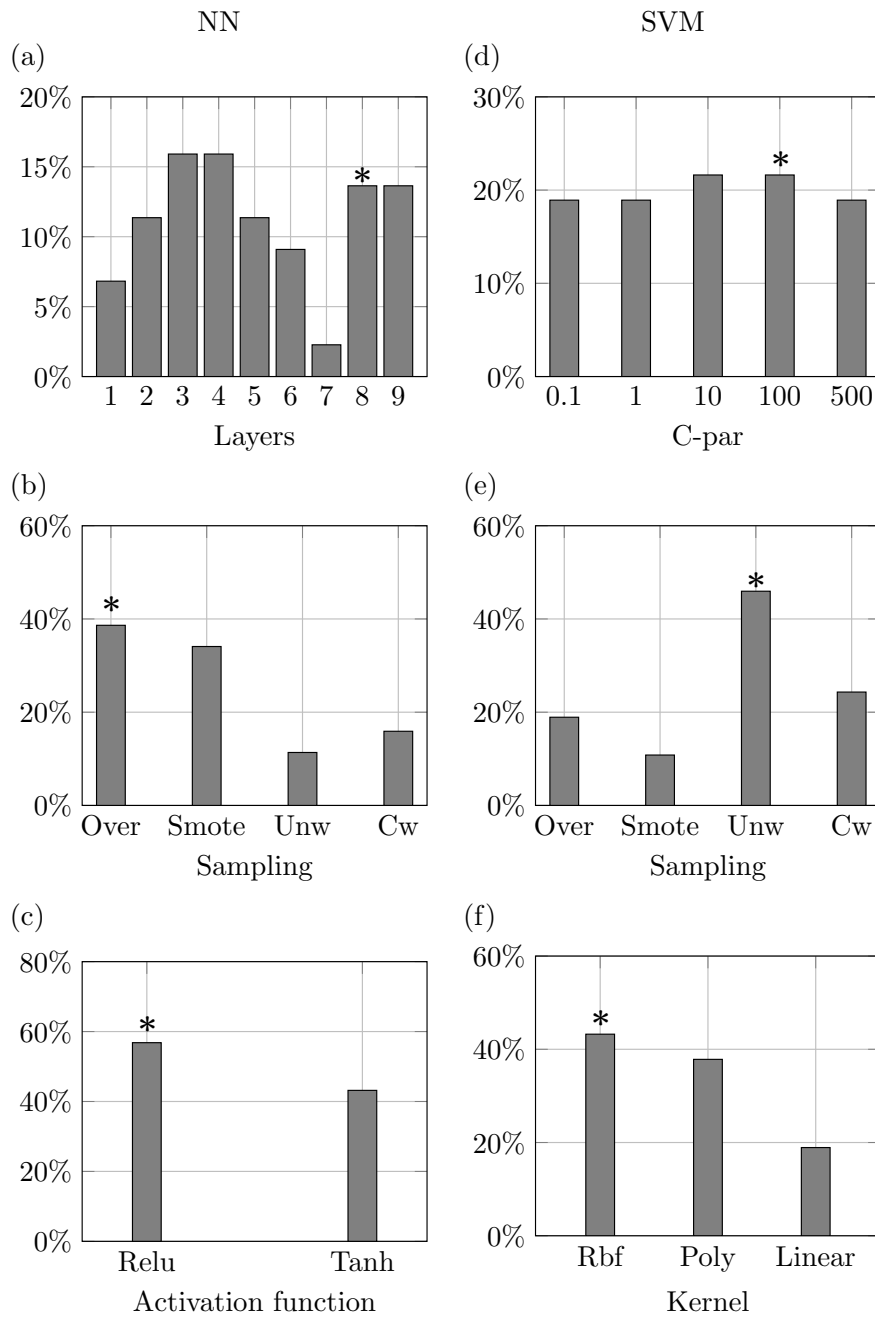 NN
(a)
20%
15%
10%
5%
0%
*
1 2 3 4 5 6 7 8 9
Layers
(b)
60%
40%
20%
0%
*
Over Smote Unw Cw
Sampling
(c)
80%
60%
40%
20%
0%
*
Relu Tanh
Activation function
SVM
(d)
30%
20%
10%
0%
*
0.1 1 10 100 500
C-par
(e)
60%
40%
20%
0%
*
Over Smote Unw Cw
Sampling
(f)
60%
40%
20%
0%
*
Rbf Poly Linear
Kernel